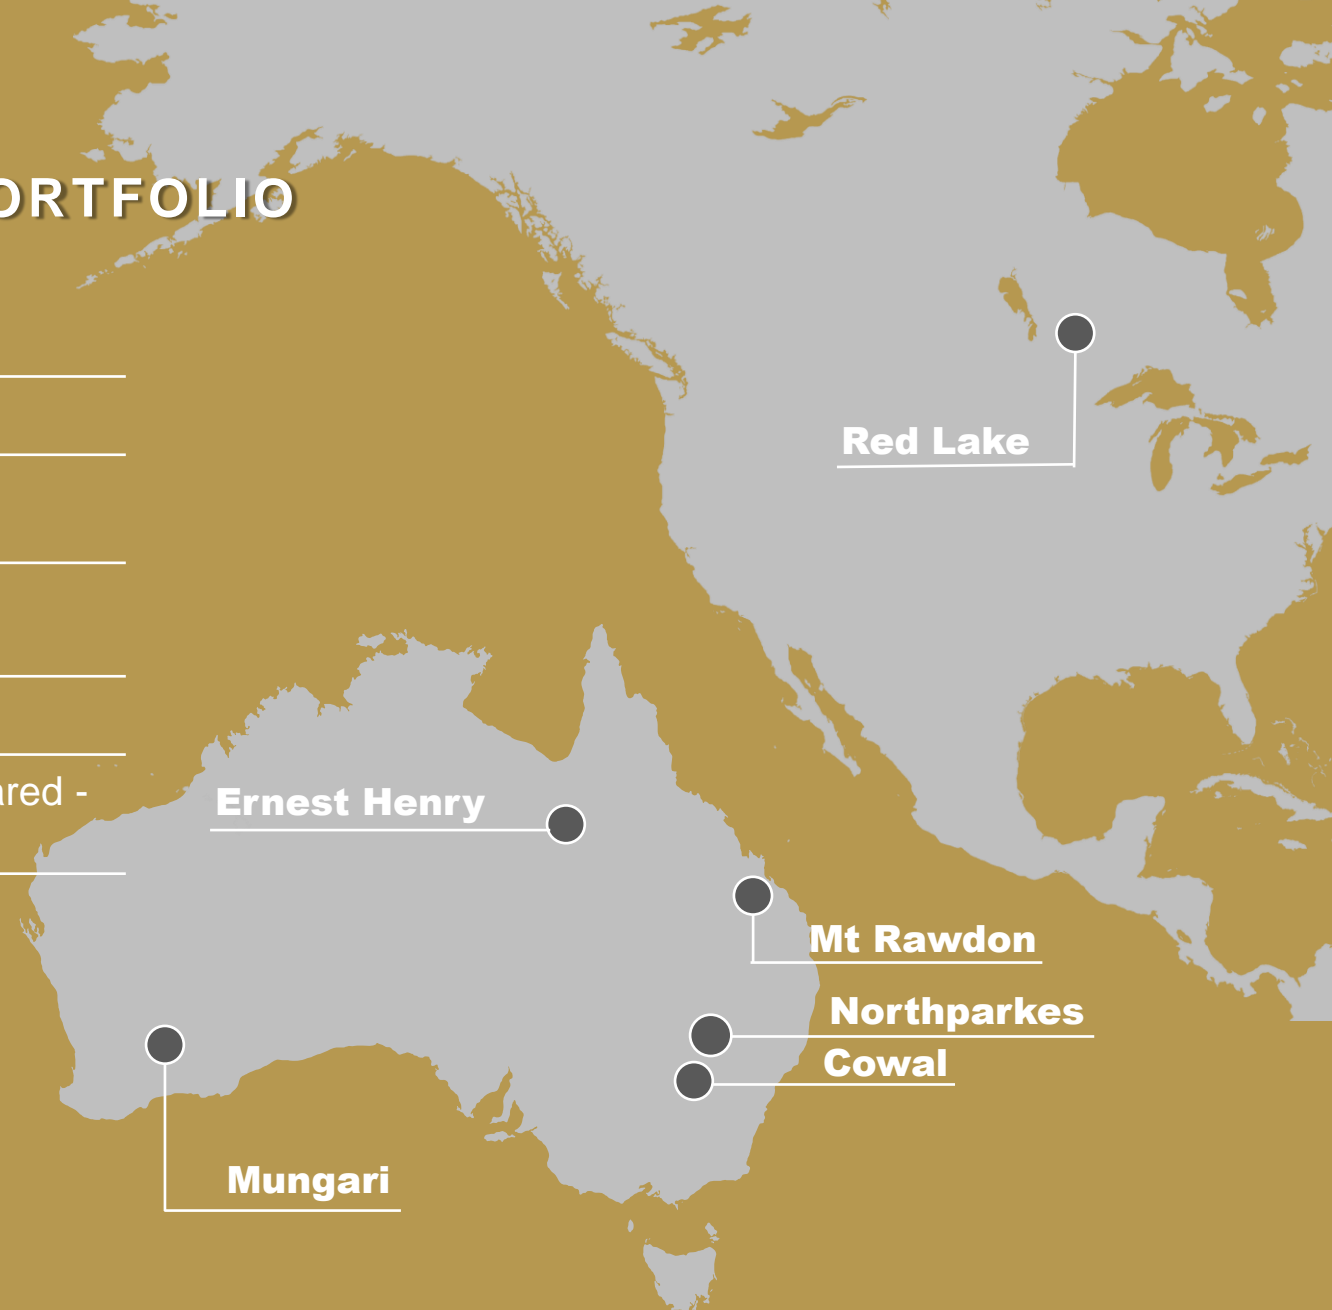 ORTFOLIO
Red Lake
ared -
Ernest Henry
Mt Rawdon
Northparkes
Cowal
Mungari